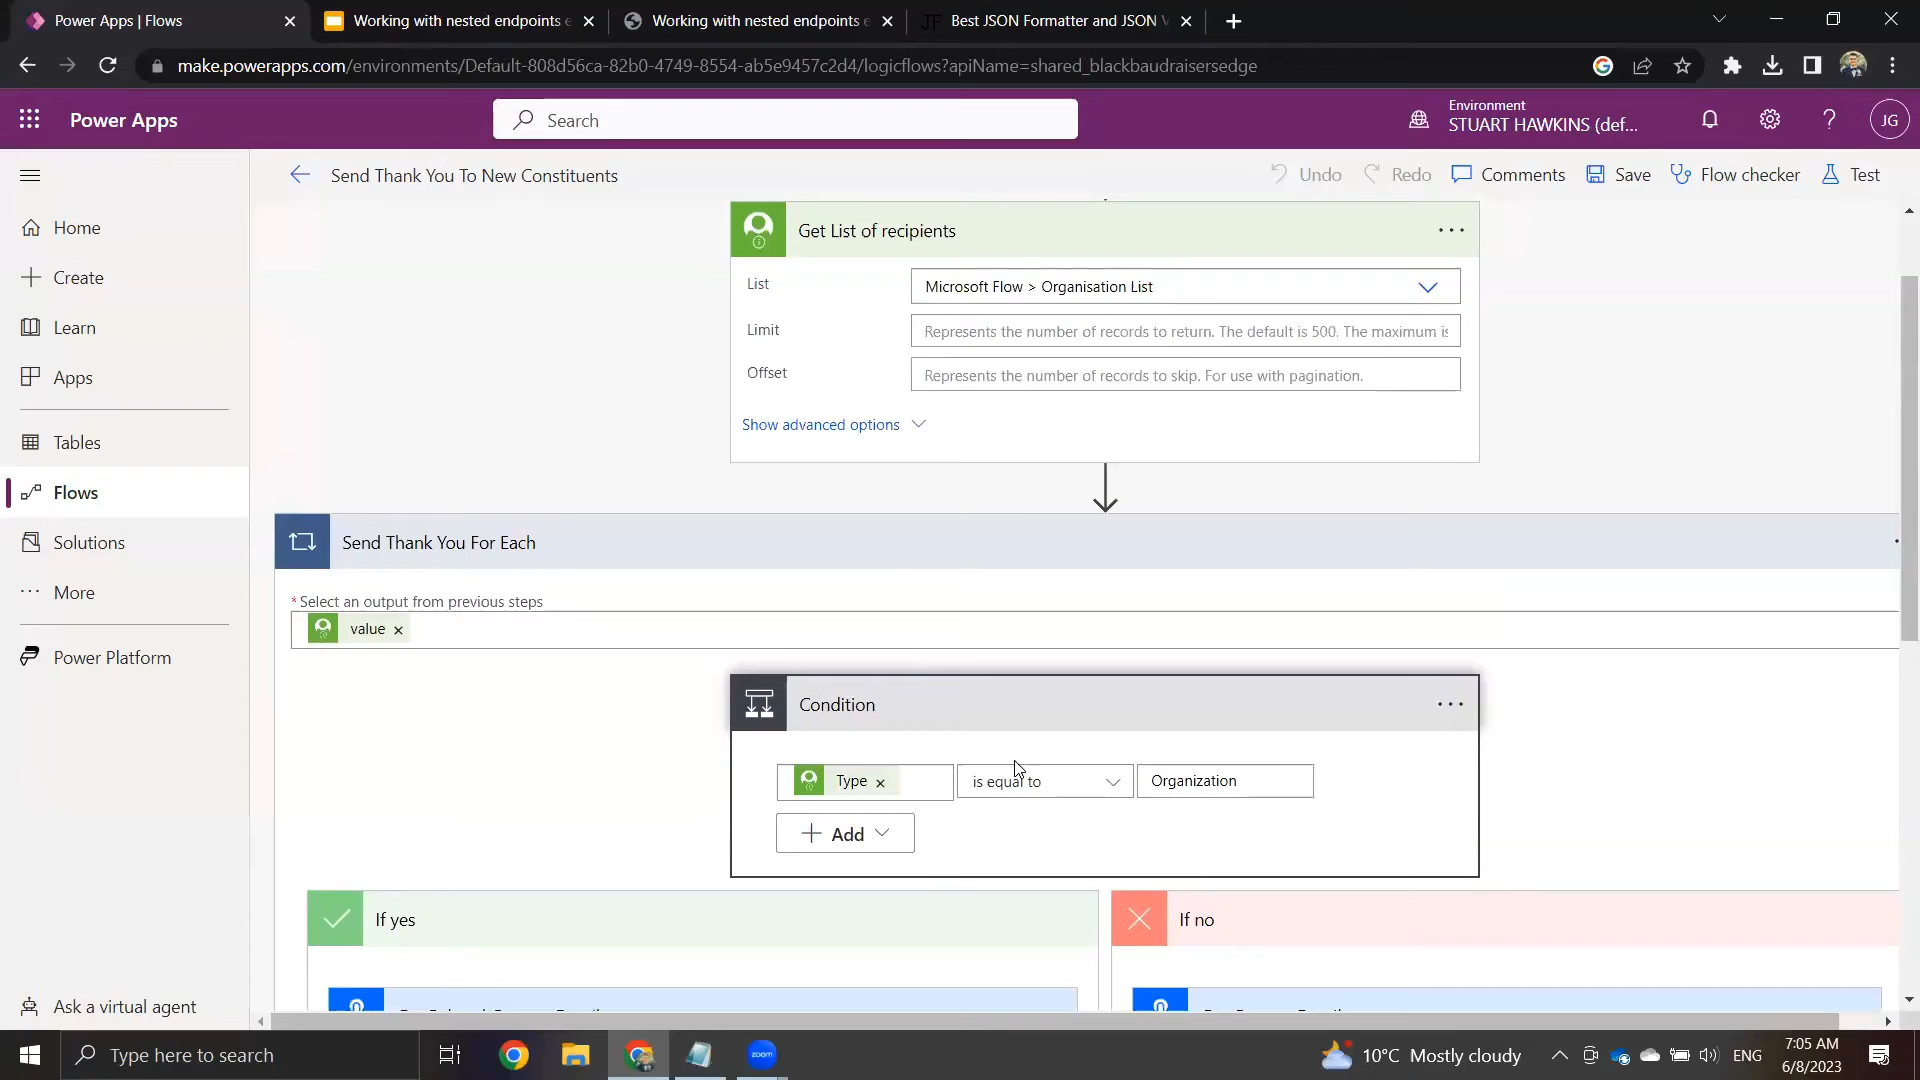 Power Apps | Flows
Working with nested endpoints e
Working with nested endpoints e
JF
Best JSON Formatter and JSON V
make.powerapps.com/environments/Default-808d56ca-82b0-4749-8554-ab5e9457c2d4/logicflows?apiName=shared_blackbaudraisersedge
Power Apps
Search
Environment
STUART HAWKINS (def...
JG
Send Thank You To New Constituents
Undo
Redo
Comments
Save
Flow checker
Test
Home
Create
Learn
Apps
Tables
Flows
Solutions
More
Power Platform
Ask a virtual agent
Get List of recipients
List
Microsoft Flow > Organisation List
Limit
Represents the number of records to return. The default is 500. The maximum is
Offset
Represents the number of records to skip. For use with pagination.
Show advanced options
Send Thank You For Each
* Select an output from previous steps
value
Condition
Type
is equal to
Organization
Add
If yes
If no
Type here to search
zoom
10°C Mostly cloudy
ENG
7:05 AM
6/8/2023